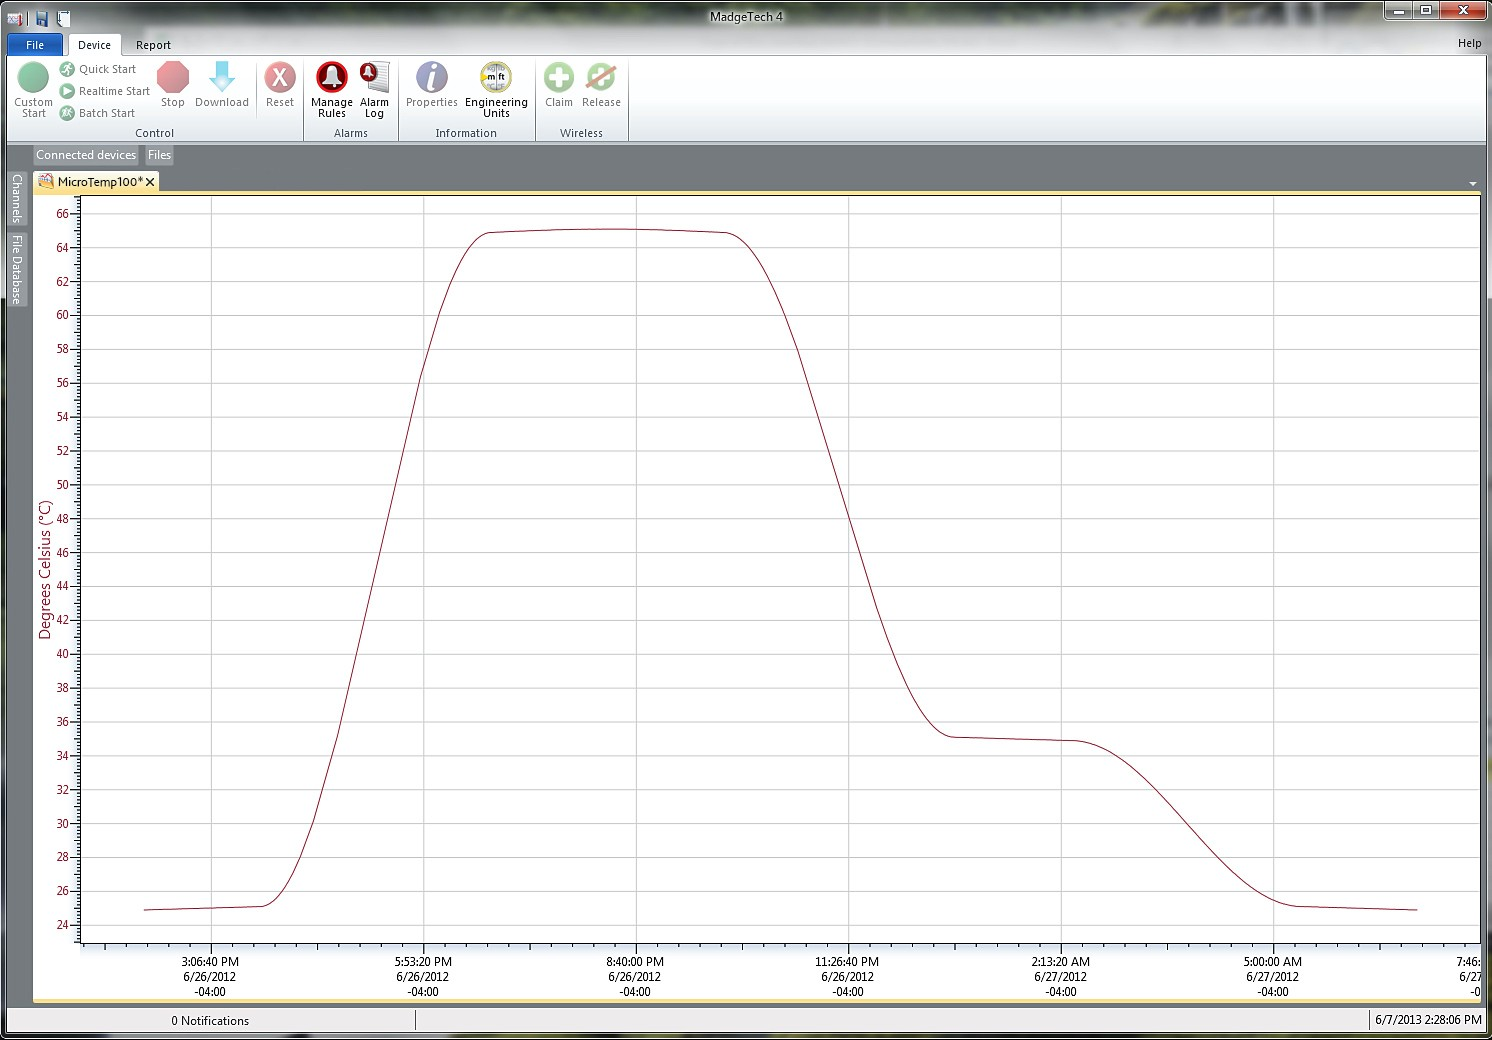 MadgeTech 4
File Device Report Help
Custom Start
Quick Start
Realtime Start
Batch Start
Stop
Download
Reset
Manage Rules
Alarm Log
Properties
m ft
Engineering Units
Claim
Release
Control
Alarms
Information
Wireless
Connected devices Files
Channels
File Database
MicroTemp100*
Degrees Celsius (°C)
66
64
62
60
58
56
54
52
50
48
46
44
42
40
38
36
34
32
30
28
26
24
3:06:40 PM 5:53:20 PM 8:40:00 PM 11:26:40 PM 2:13:20 AM 5:00:00 AM 7:46:
6/26/2012 6/26/2012 6/26/2012 6/26/2012 6/27/2012 6/27/2012 6/27
-04:00 -04:00 -04:00 -04:00 -04:00 -04:00 -0
0 Notifications
6/7/2013 2:28:06 PM